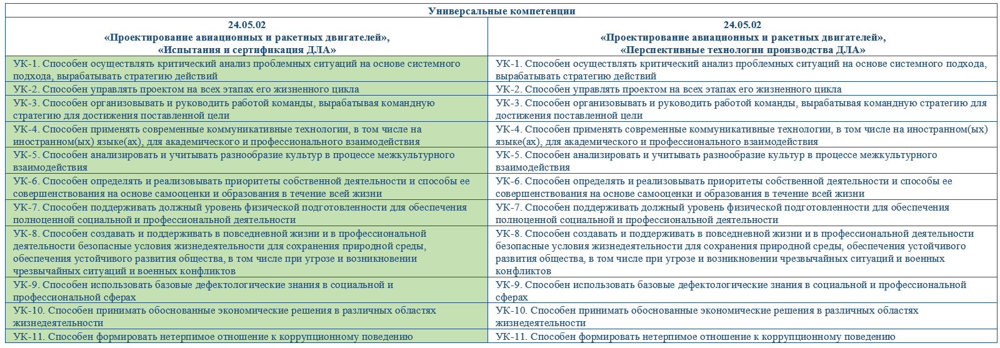 Универсальные компетенции
24.05.02
«Проектирование авиационных и ракетных двигателей»,
«Испытания и сертификация ДЛА»
24.05.02
«Проектирование авиационных и ракетных двигателей»,
«Перспективные технологии производства ДЛА»
УК-1. Способен осуществлять критический анализ проблемных ситуаций на основе системного
подхода, вырабатывать стратегию действий
УК-1. Способен осуществлять критический анализ проблемных ситуаций на основе системного подхода,
вырабатывать стратегию действий
УК-2. Способен управлять проектом на всех этапах его жизненного цикла
УК-2. Способен управлять проектом на всех этапах его жизненного цикла
УК-3. Способен организовывать и руководить работой команды, вырабатывая командную
стратегию для достижения поставленной цели
УК-3. Способен организовывать и руководить работой команды, вырабатывая командную стратегию для
достижения поставленной цели
УК-4. Способен применять современные коммуникативные технологии, в том числе на
иностранном(ых) языке(ах), для академического и профессионального взаимодействия
УК-4. Способен применять современные коммуникативные технологии, в том числе на иностранном(ых)
языке(ах), для академического и профессионального взаимодействия
УК-5. Способен анализировать и учитывать разнообразие культур в процессе межкультурного
взаимодействия
УК-5. Способен анализировать и учитывать разнообразие культур в процессе межкультурного
взаимодействия
УК-6. Способен определять и реализовывать приоритеты собственной деятельности и способы ее
совершенствования на основе самооценки и образования в течение всей жизни
УК-6. Способен определять и реализовывать приоритеты собственной деятельности и способы ее
совершенствования на основе самооценки и образования в течение всей жизни
УК-7. Способен поддерживать должный уровень физической подготовленности для обеспечения
полноценной социальной и профессиональной деятельности
УК-7. Способен поддерживать должный уровень физической подготовленности для обеспечения
полноценной социальной и профессиональной деятельности
УК-8. Способен создавать и поддерживать в повседневной жизни и в профессиональной
деятельности безопасные условия жизнедеятельности для сохранения природной среды,
обеспечения устойчивого развития общества, в том числе при угрозе и возникновении
чрезвычайных ситуаций и военных конфликтов
УК-8. Способен создавать и поддерживать в повседневной жизни и в профессиональной деятельности
безопасные условия жизнедеятельности для сохранения природной среды, обеспечения устойчивого
развития общества, в том числе при угрозе и возникновении чрезвычайных ситуаций и военных
конфликтов
УК-9. Способен использовать базовые дефектологические знания в социальной и
профессиональной сферах
УК-9. Способен использовать базовые дефектологические знания в социальной и профессиональной
сферах
УК-10. Способен принимать обоснованные экономические решения в различных областях
жизнедеятельности
УК-10. Способен принимать обоснованные экономические решения в различных областях
жизнедеятельности
УК-11. Способен формировать нетерпимое отношение к коррупционному поведению
УК-11. Способен формировать нетерпимое отношение к коррупционному поведению